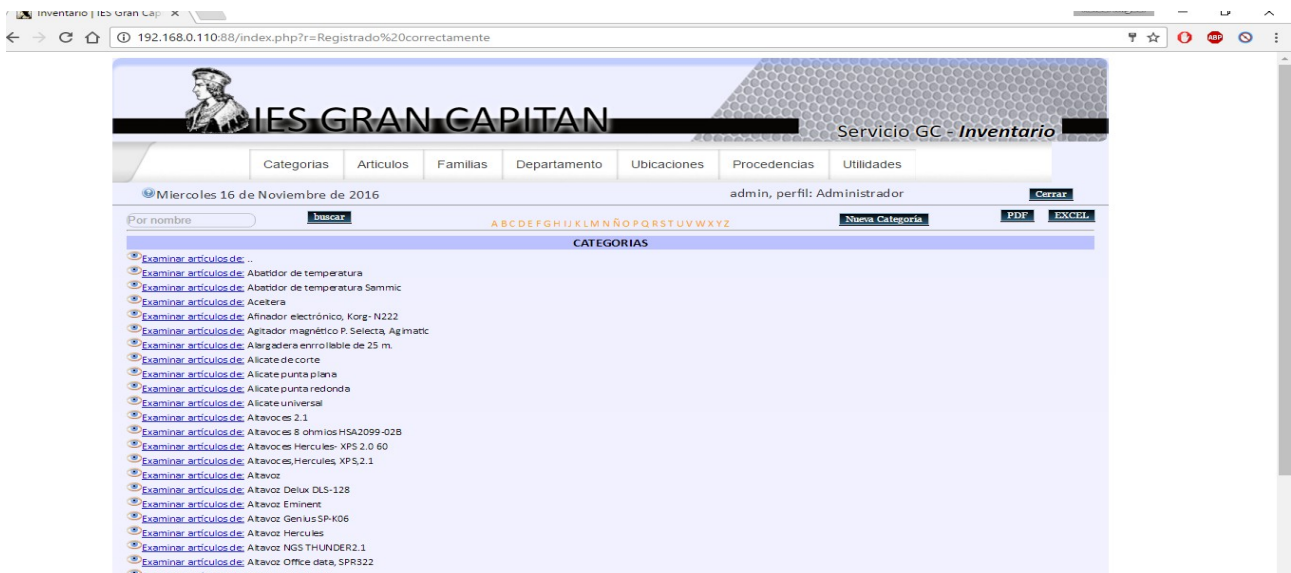 Inventario | IES Gran Cap
192.168.0.110:88/index.php?r=Registrado%20correctamente
ABP
IES GRAN CAPITAN
Servicio GC - Inventario
Categorias Articulos Familias Departamento Ubicaciones Procedencias Utilidades
Miercoles 16 de Noviembre de 2016 admin, perfil: Administrador Cerrar
Por nombre buscar A B C D E F G H I J K L M N Ñ O P Q R S T U V W X Y Z Nueva Categoría PDF EXCEL
CATEGORIAS
Examinar artículos de: ..
Examinar artículos de: Abatidor de temperatura
Examinar artículos de: Abatidor de temperatura Sammic
Examinar artículos de: Aceitera
Examinar artículos de: Afinador electrónico, Korg- N222
Examinar artículos de: Agitador magnético P. Selecta, Agimatic
Examinar artículos de: Alargadera enrrollable de 25 m.
Examinar artículos de: Alicate de corte
Examinar artículos de: Alicate punta plana
Examinar artículos de: Alicate punta redonda
Examinar artículos de: Alicate universal
Examinar artículos de: Altavoces 2.1
Examinar artículos de: Altavoces 8 ohmios HSA2099-02B
Examinar artículos de: Altavoces Hercules- XPS 2.0 60
Examinar artículos de: Altavoces,Hercules, XPS,2.1
Examinar artículos de: Altavoz
Examinar artículos de: Altavoz Delux DLS-128
Examinar artículos de: Altavoz Eminent
Examinar artículos de: Altavoz Genius SP-K06
Examinar artículos de: Altavoz Hercules
Examinar artículos de: Altavoz NGS THUNDER2.1
Examinar artículos de: Altavoz Office data, SPR322